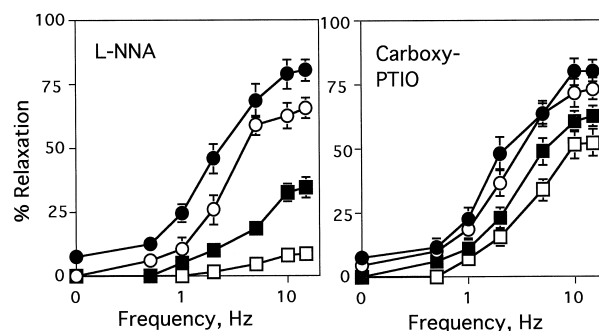 100
75
50
25
0
% Relaxation
L-NNA
0
1
10
Frequency, Hz
100
75
50
25
0
Carboxy-
PTIO
0
1
10
Frequency, Hz